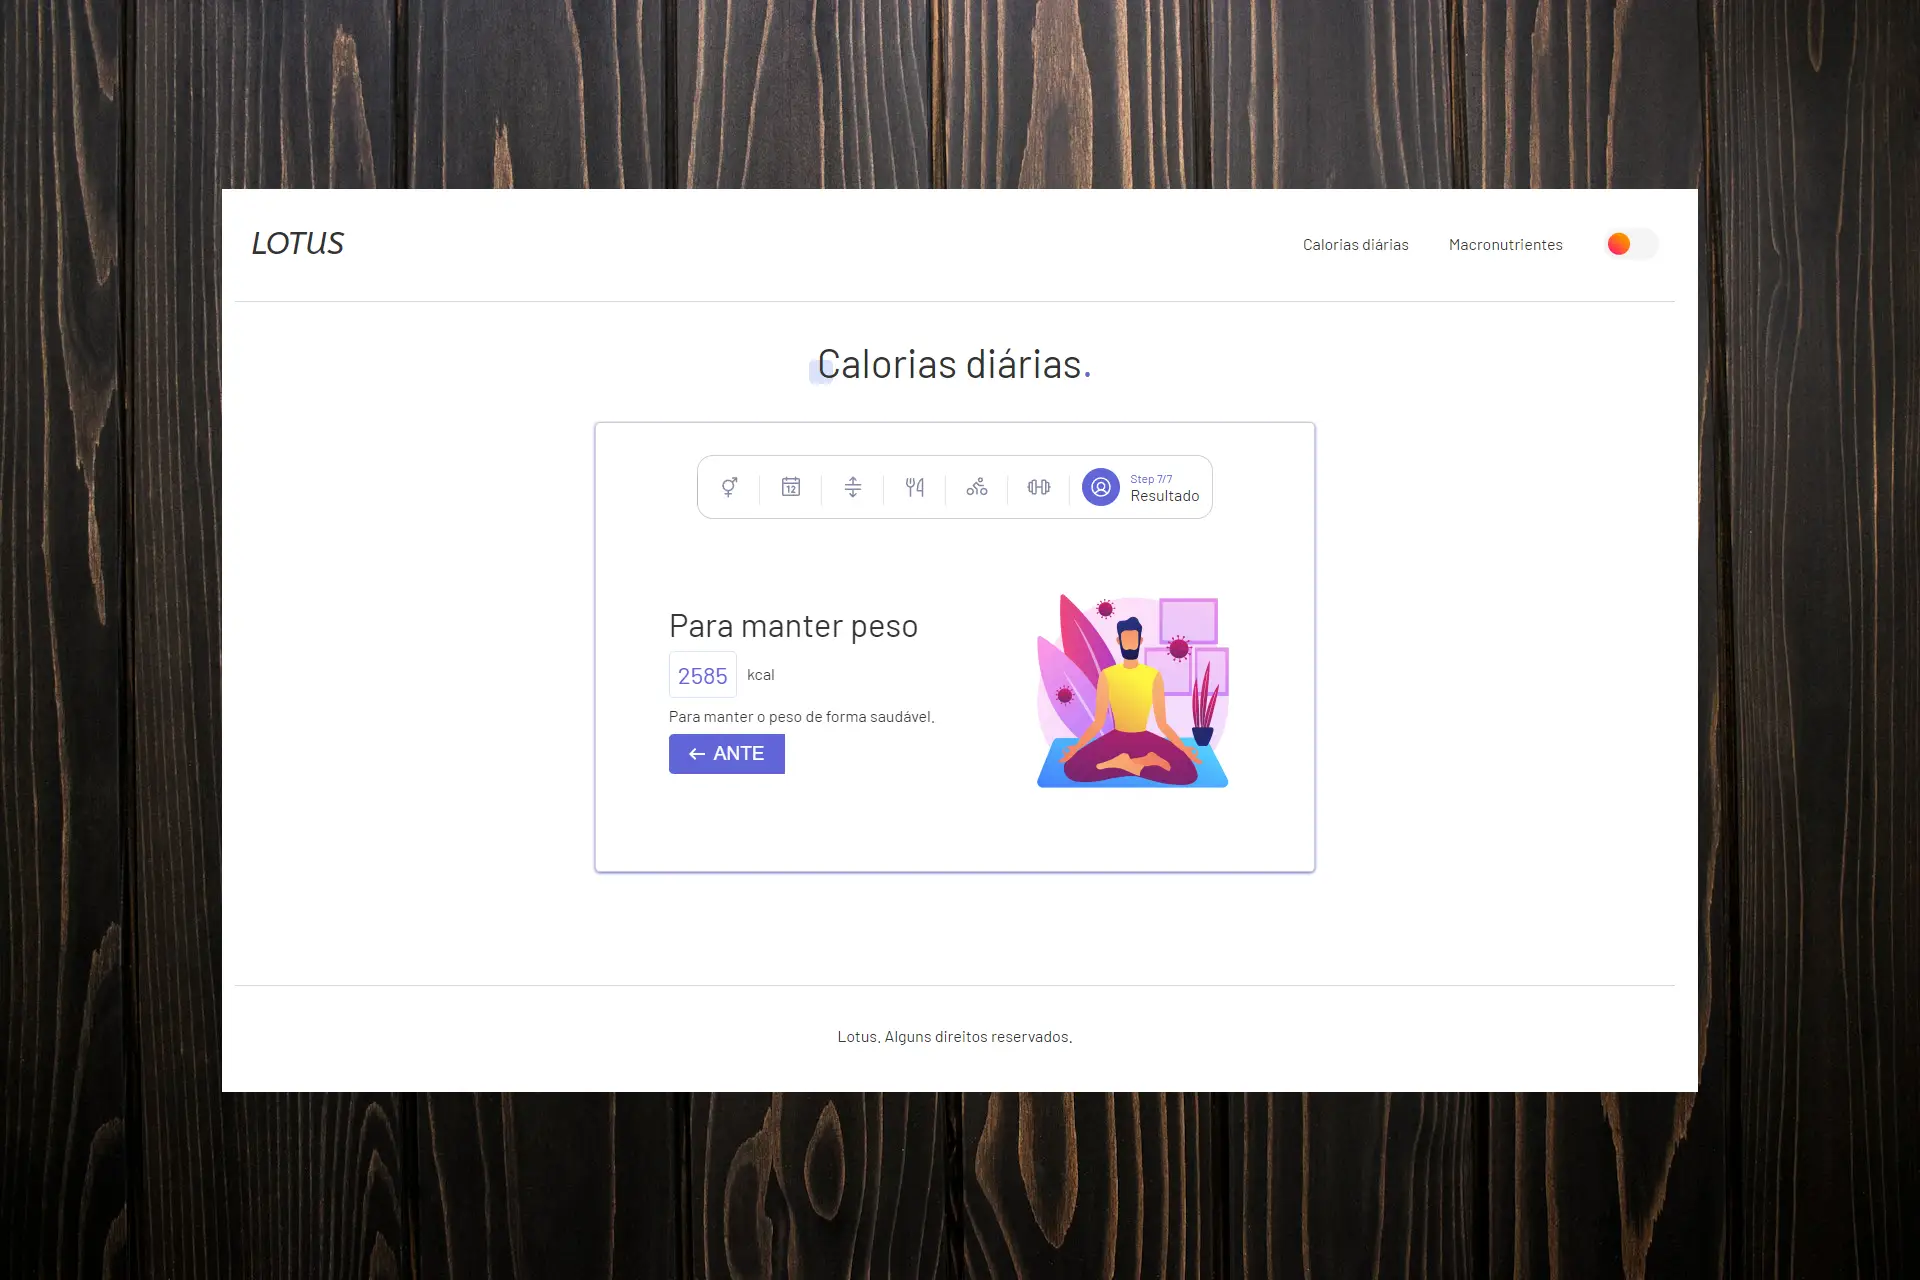 LOTUS
Calorias diárias
Macronutrientes
Calorias diárias.
12
Step 7/7
Resultado
Para manter peso
2585 kcal
Para manter o peso de forma saudável.
← ANTE
Lotus. Alguns direitos reservados.